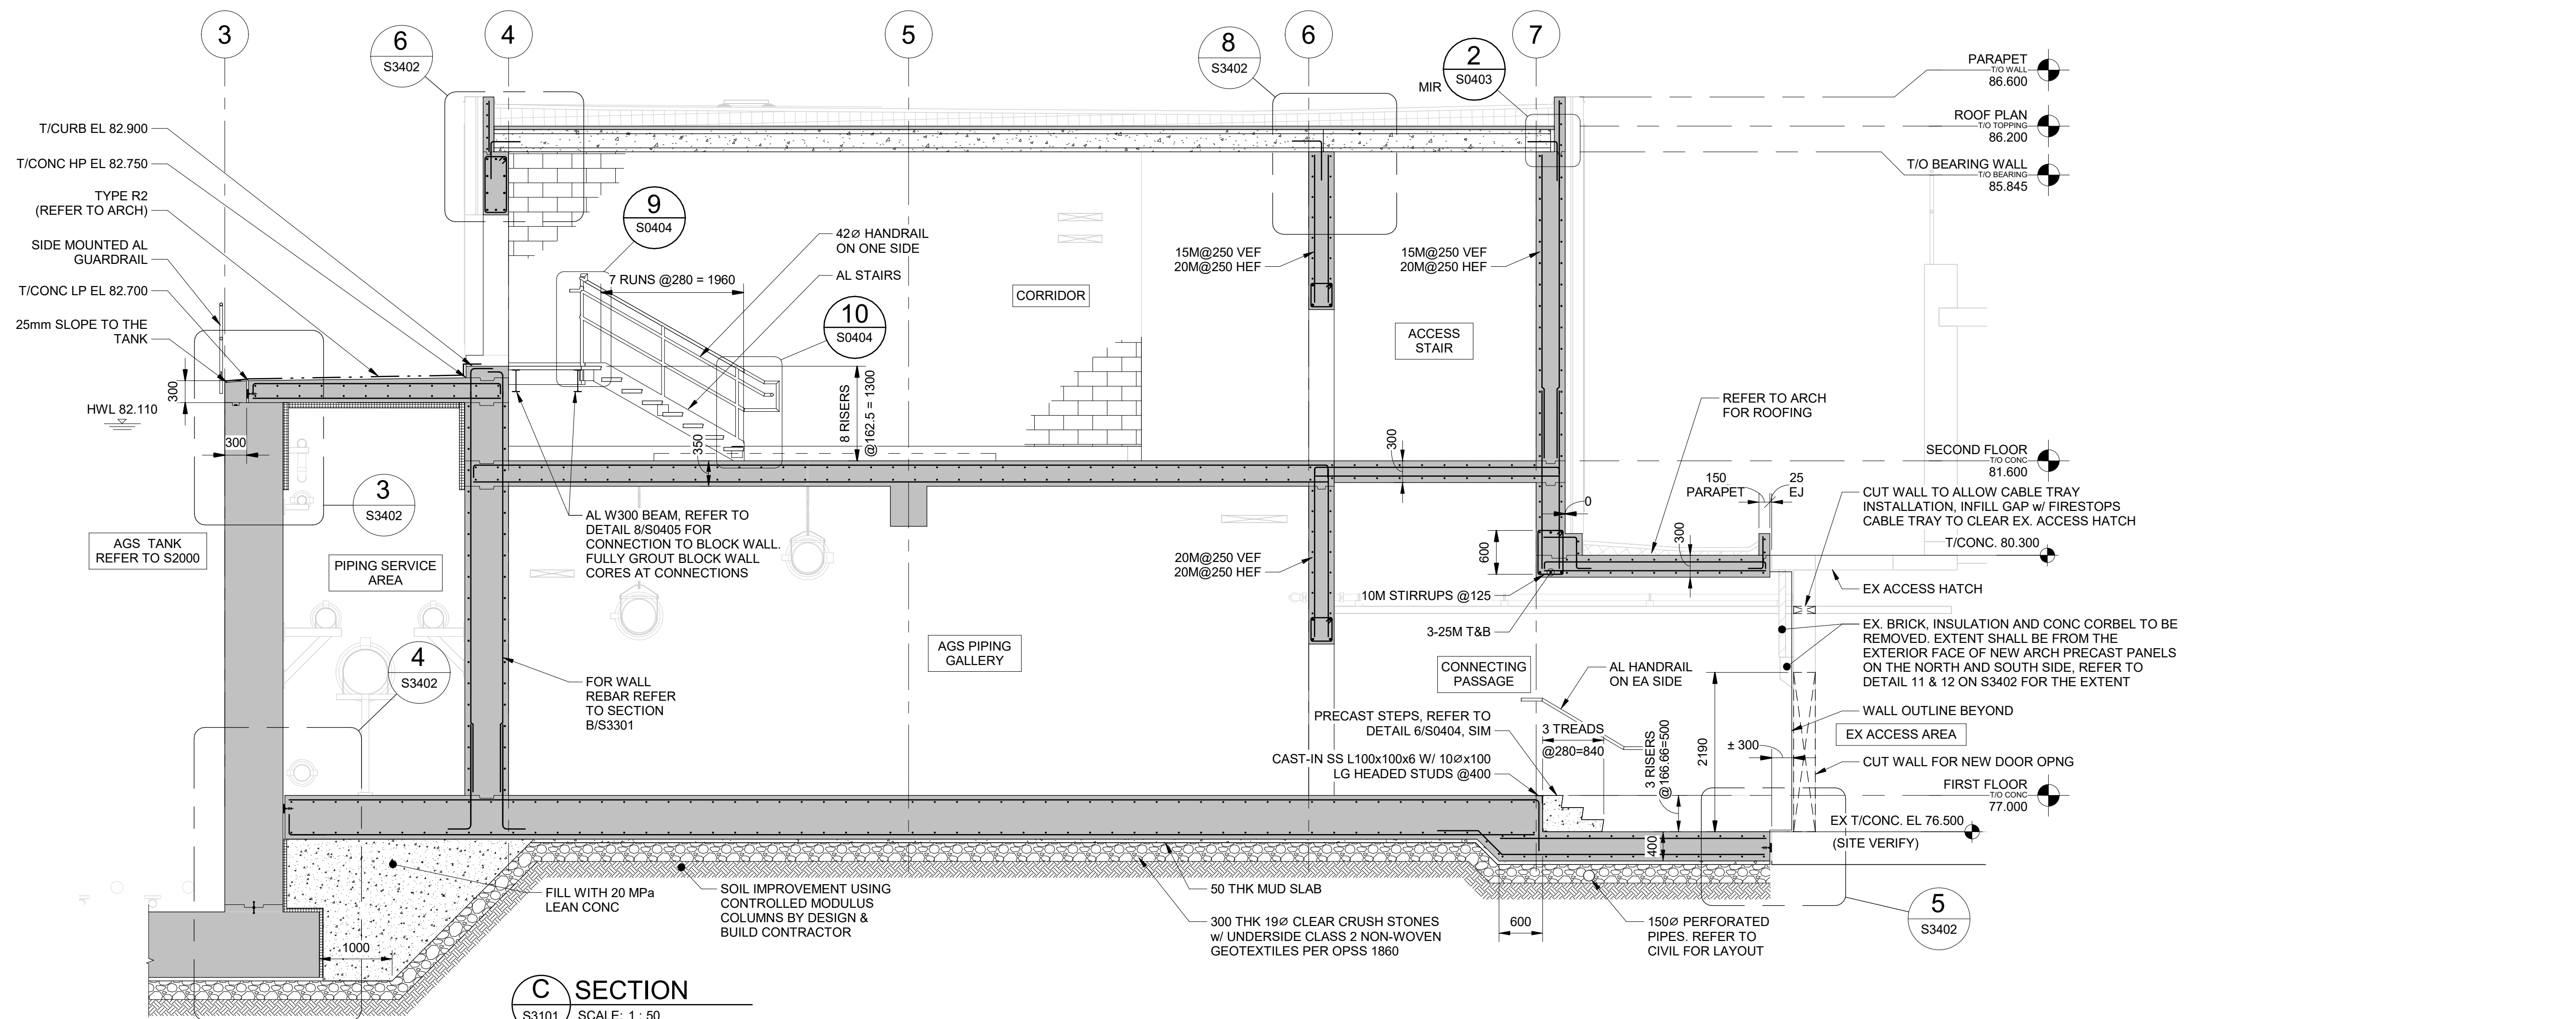 3
4
5
6
7
6
S3402
8
S3402
MIR
2
S0403
PARAPET
T/O WALL
86.600
ROOF PLAN
T/O TOPPING
86.200
T/O BEARING WALL
T/O BEARING
85.845
T/CURB EL 82.900
T/CONC HP EL 82.750
TYPE R2
(REFER TO ARCH)
SIDE MOUNTED AL
GUARDRAIL
T/CONC LP EL 82.700
25mm SLOPE TO THE
TANK
300
HWL 82.110
300
9
S0404
7 RUNS @280 = 1960
42Ø HANDRAIL
ON ONE SIDE
AL STAIRS
10
S0404
CORRIDOR
15M@250 VEF
20M@250 HEF
15M@250 VEF
20M@250 HEF
ACCESS
STAIR
8 RISERS
@162.5 = 1300
350
300
REFER TO ARCH
FOR ROOFING
SECOND FLOOR
T/O CONC
81.600
150
PARAPET
25
EJ
0
CUT WALL TO ALLOW CABLE TRAY
INSTALLATION, INFILL GAP w/ FIRESTOPS
CABLE TRAY TO CLEAR EX. ACCESS HATCH
T/CONC. 80.300
3
S3402
AGS  TANK
REFER TO S2000
PIPING SERVICE
AREA
AL W300 BEAM, REFER TO
DETAIL 8/S0405 FOR
CONNECTION TO BLOCK WALL.
FULLY GROUT BLOCK WALL
CORES AT CONNECTIONS
20M@250 VEF
20M@250 HEF
600
300
10M STIRRUPS @125
3-25M T&B
EX ACCESS HATCH
EX. BRICK, INSULATION AND CONC CORBEL TO BE
REMOVED. EXTENT SHALL BE FROM THE
EXTERIOR FACE OF NEW ARCH PRECAST PANELS
ON THE NORTH AND SOUTH SIDE, REFER TO
DETAIL 11 & 12 ON S3402 FOR THE EXTENT
4
S3402
AGS PIPING
GALLERY
CONNECTING
PASSAGE
AL HANDRAIL
ON EA SIDE
FOR WALL
REBAR REFER
TO SECTION
B/S3301
PRECAST STEPS, REFER TO
DETAIL 6/S0404, SIM
3 TREADS
@280=840
3 RISERS
@166.66=500
2190
± 300
WALL OUTLINE BEYOND
EX ACCESS AREA
CUT WALL FOR NEW DOOR OPNG
CAST-IN SS L100x100x6 W/ 10Øx100
LG HEADED STUDS @400
FIRST FLOOR
T/O CONC
77.000
EX T/CONC. EL 76.500
(SITE VERIFY)
400
FILL WITH 20 MPa
LEAN CONC
SOIL IMPROVEMENT USING
CONTROLLED MODULUS
COLUMNS BY DESIGN &
BUILD CONTRACTOR
50 THK MUD SLAB
300 THK 19Ø CLEAR CRUSH STONES
w/ UNDERSIDE CLASS 2 NON-WOVEN
GEOTEXTILES PER OPSS 1860
600
150Ø PERFORATED
PIPES. REFER TO
CIVIL FOR LAYOUT
5
S3402
1000
C
S3101
SECTION
SCALE: 1 : 50